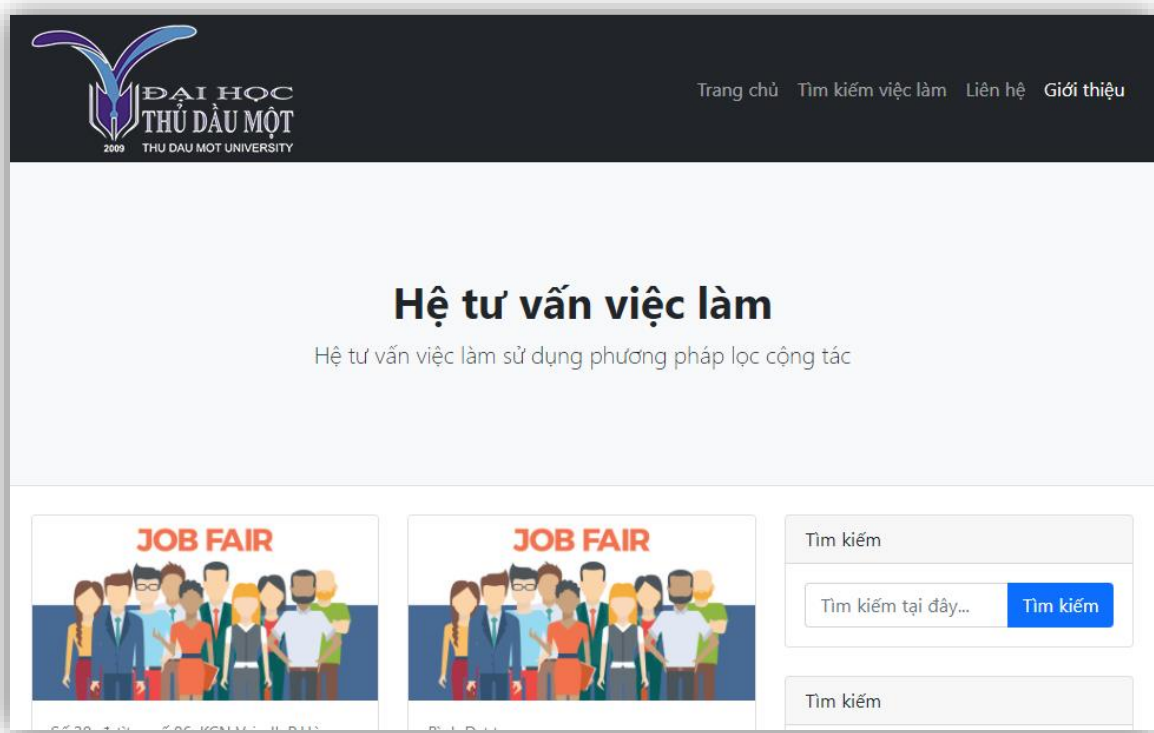 ĐẠI HỌC
THỦ DẦU MỘT
2009 THU DAU MOT UNIVERSITY
Trang chủ Tìm kiếm việc làm Liên hệ Giới thiệu
Hệ tư vấn việc làm
Hệ tư vấn việc làm sử dụng phương pháp lọc cộng tác
JOB FAIR
JOB FAIR
Tìm kiếm
Tìm kiếm tại đây... Tìm kiếm
Tìm kiếm